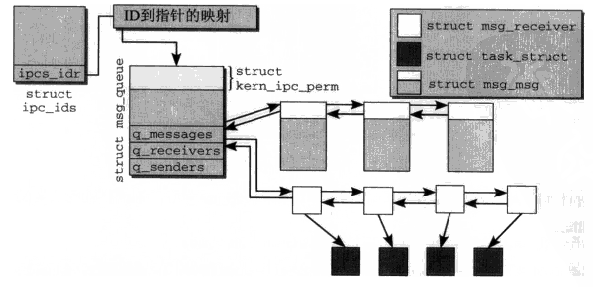 ID到指针的映射
ipcs_idr
struct
ipc_ids
struct msg_queue
struct
kern_ipc_perm
q_messages
q_receivers
q_senders
struct msg_receiver
struct task_struct
struct msg_msg